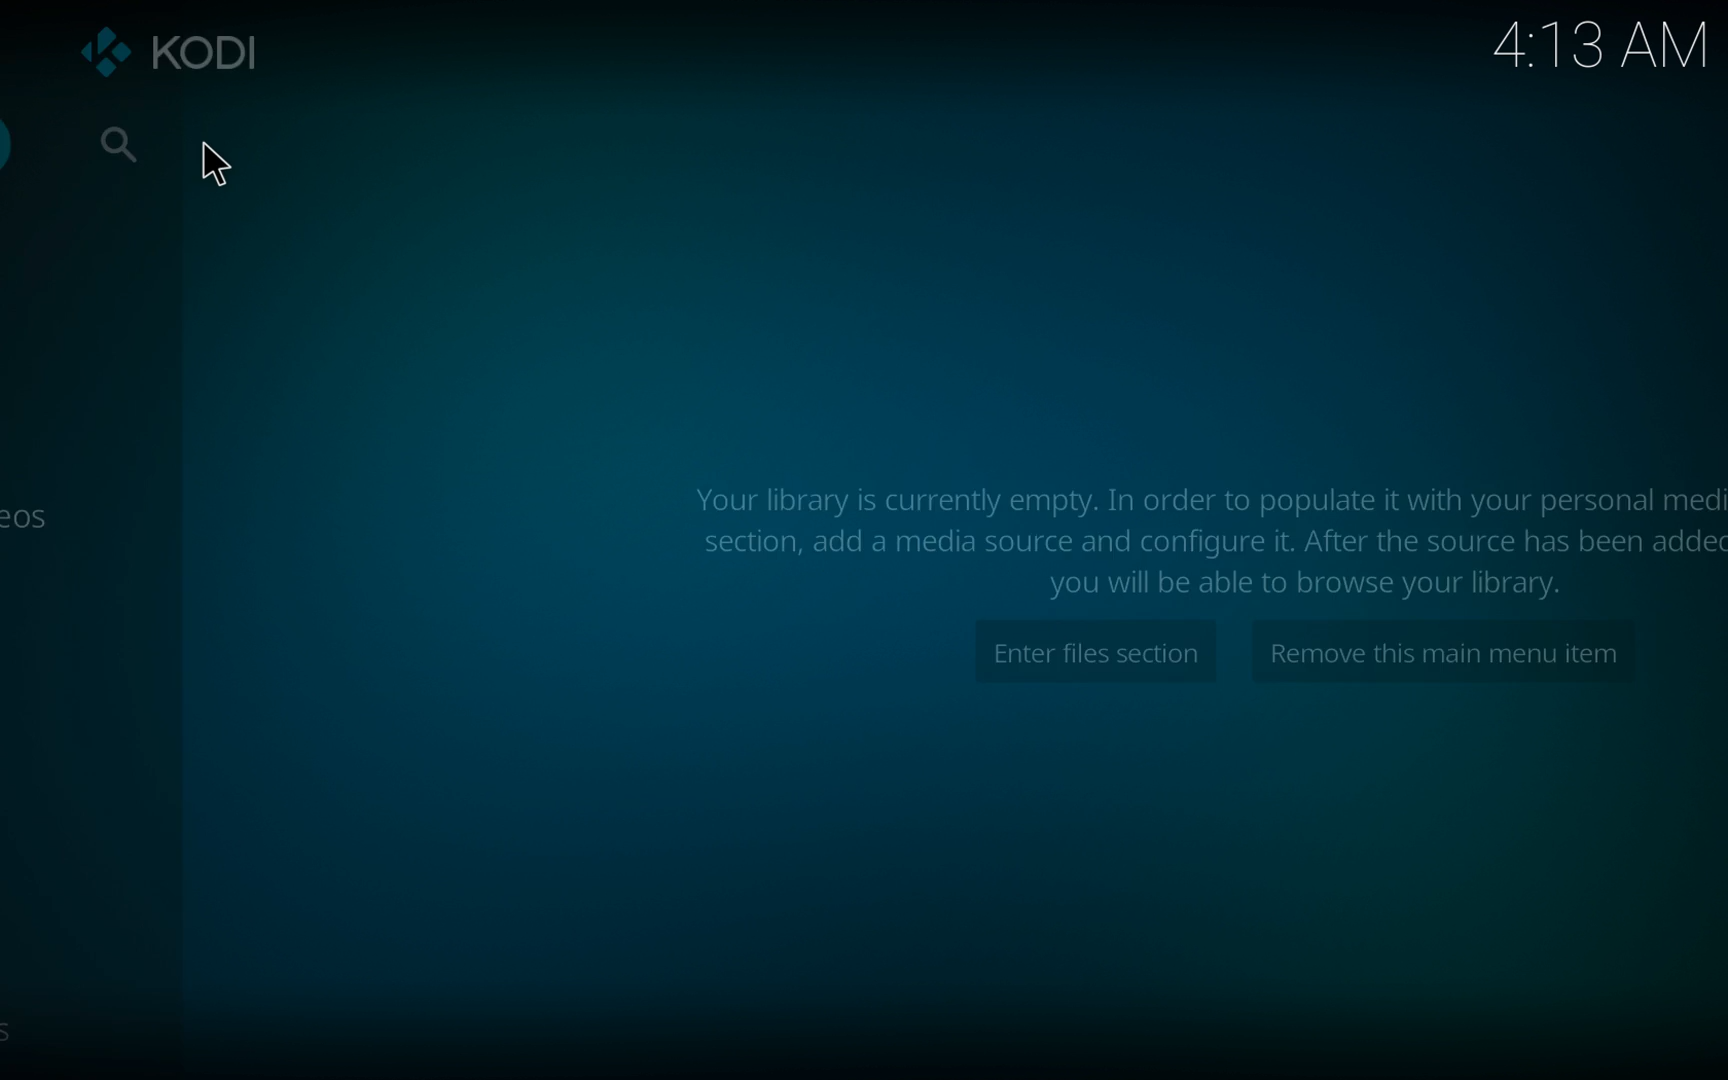 KODI
4:13 AM
Your library is currently empty. In order to populate it with your personal medi
section, add a media source and configure it. After the source has been added
you will be able to browse your library.
eos
Enter files section
Remove this main menu item
s